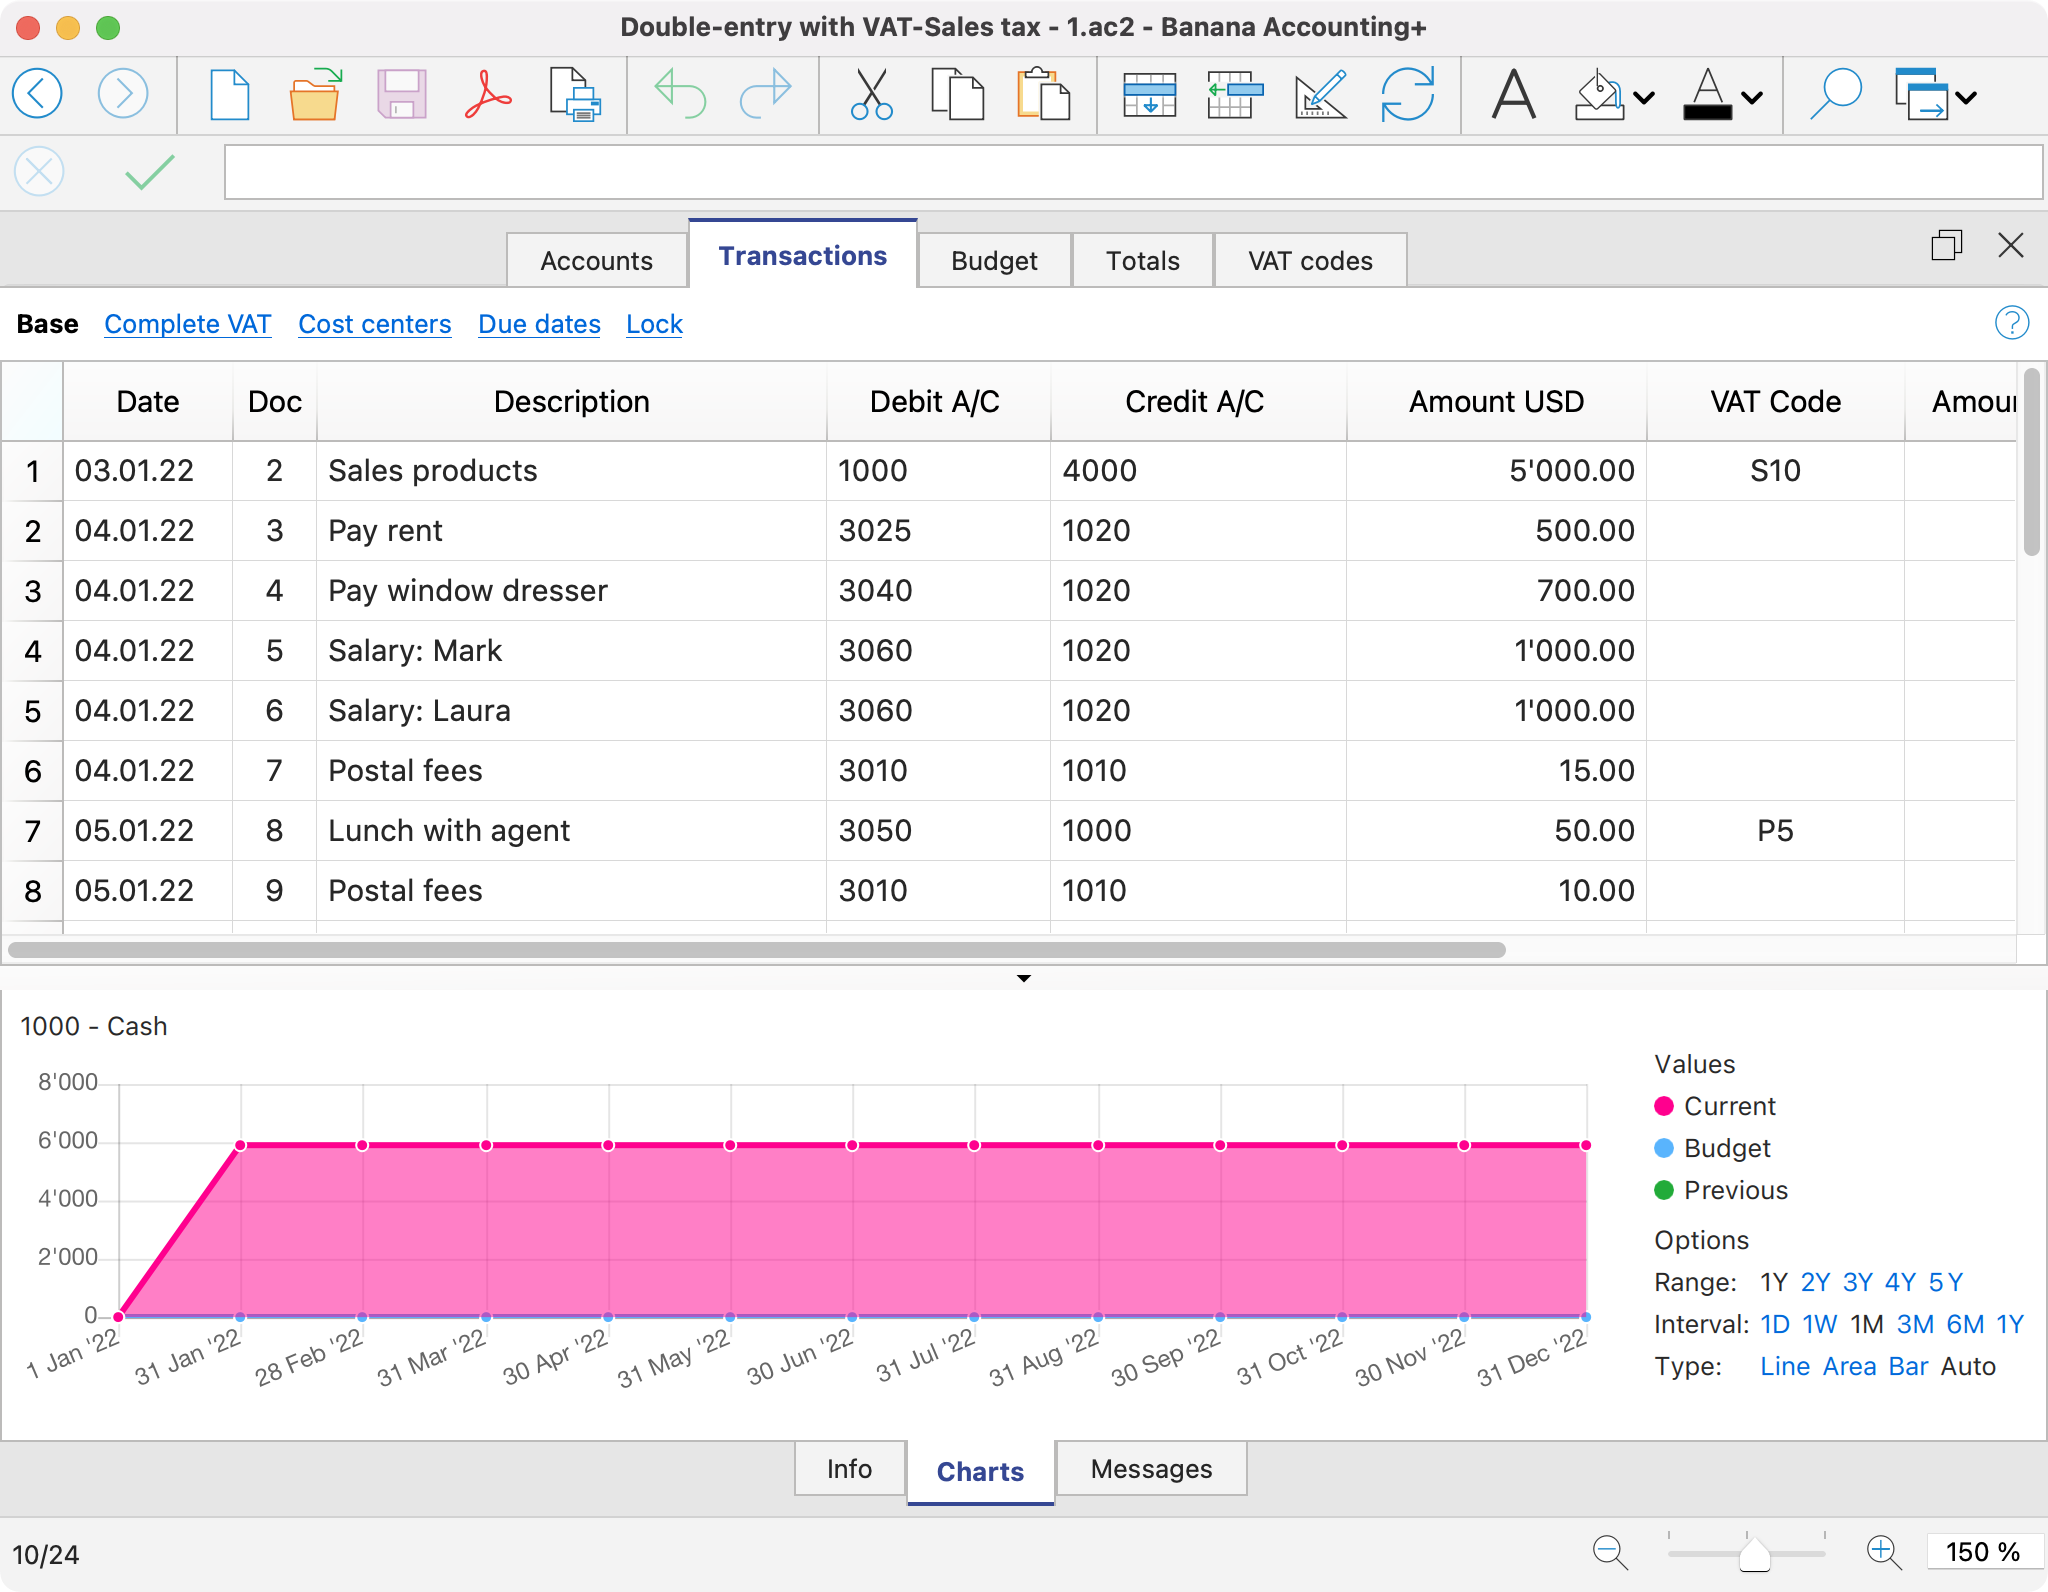 Double-entry with VAT-Sales tax - 1.ac2 - Banana Accounting+
Accounts Transactions Budget Totals VAT codes
Base Complete VAT Cost centers Due dates Lock ?
Date Doc Description Debit A/C Credit A/C Amount USD VAT Code Amou
1 03.01.22 2 Sales products 1000 4000 5'000.00 S10
2 04.01.22 3 Pay rent 3025 1020 500.00
3 04.01.22 4 Pay window dresser 3040 1020 700.00
4 04.01.22 5 Salary: Mark 3060 1020 1'000.00
5 04.01.22 6 Salary: Laura 3060 1020 1'000.00
6 04.01.22 7 Postal fees 3010 1010 15.00
7 05.01.22 8 Lunch with agent 3050 1000 50.00 P5
8 05.01.22 9 Postal fees 3010 1010 10.00
1000 - Cash
8'000
6'000
4'000
2'000
0
1 Jan '22 31 Jan '22 28 Feb '22 31 Mar '22 30 Apr '22 31 May '22 30 Jun '22 31 Jul '22 31 Aug '22 30 Sep '22 31 Oct '22 30 Nov '22 31 Dec '22
Values
Current
Budget
Previous
Options
Range: 1Y 2Y 3Y 4Y 5Y
Interval: 1D 1W 1M 3M 6M 1Y
Type: Line Area Bar Auto
Info Charts Messages
10/24 150 %